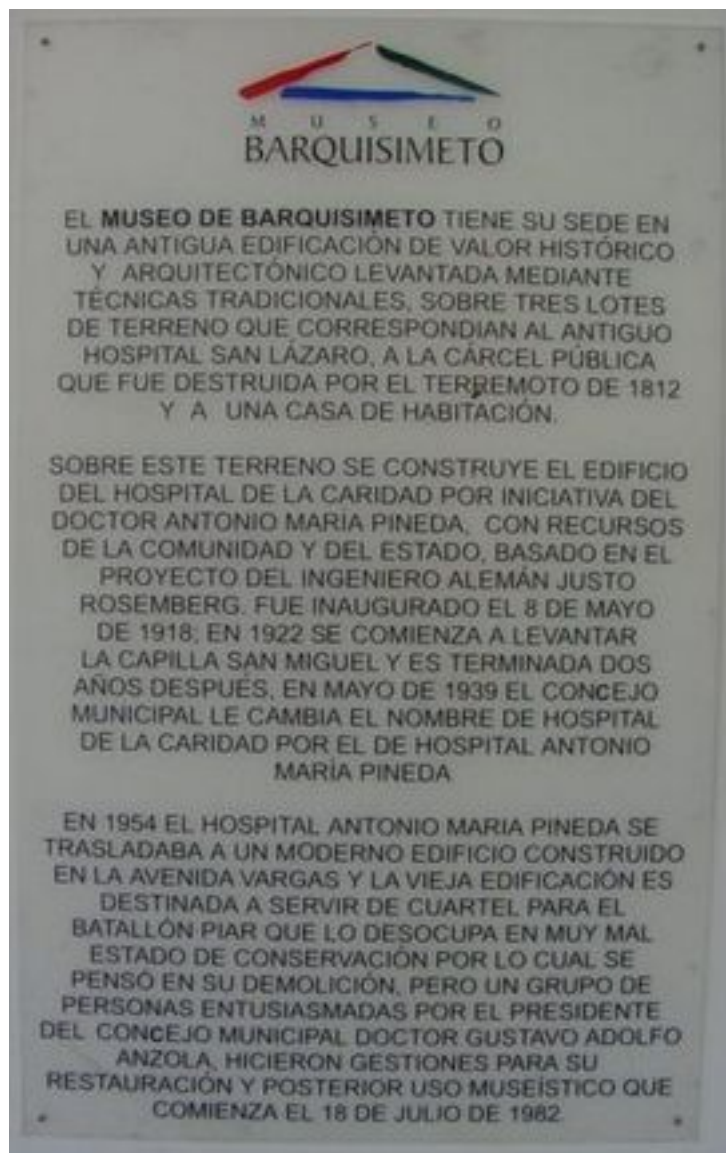 MUSEO
BARQUISIMETO
EL MUSEO DE BARQUISIMETO TIENE SU SEDE EN
UNA ANTIGUA EDIFICACIÓN DE VALOR HISTÓRICO
Y ARQUITECTÓNICO LEVANTADA MEDIANTE
TÉCNICAS TRADICIONALES, SOBRE TRES LOTES
DE TERRENO QUE CORRESPONDIAN AL ANTIGUO
HOSPITAL SAN LÁZARO, A LA CÁRCEL PÚBLICA
QUE FUE DESTRUIDA POR EL TERREMOTO DE 1812
Y A UNA CASA DE HABITACIÓN.
SOBRE ESTE TERRENO SE CONSTRUYE EL EDIFICIO
DEL HOSPITAL DE LA CARIDAD POR INICIATIVA DEL
DOCTOR ANTONIO MARIA PINEDA, CON RECURSOS
DE LA COMUNIDAD Y DEL ESTADO, BASADO EN EL
PROYECTO DEL INGENIERO ALEMÁN JUSTO
ROSEMBERG. FUE INAUGURADO EL 8 DE MAYO
DE 1918; EN 1922 SE COMIENZA A LEVANTAR
LA CAPILLA SAN MIGUEL Y ES TERMINADA DOS
AÑOS DESPUÉS, EN MAYO DE 1939 EL CONCEJO
MUNICIPAL LE CAMBIA EL NOMBRE DE HOSPITAL
DE LA CARIDAD POR EL DE HOSPITAL ANTONIO
MARÍA PINEDA
EN 1954 EL HOSPITAL ANTONIO MARIA PINEDA SE
TRASLADABA A UN MODERNO EDIFICIO CONSTRUIDO
EN LA AVENIDA VARGAS Y LA VIEJA EDIFICACIÓN ES
DESTINADA A SERVIR DE CUARTEL PARA EL
BATALLÓN PIAR QUE LO DESOCUPA EN MUY MAL
ESTADO DE CONSERVACIÓN POR LO CUAL SE
PENSÓ EN SU DEMOLICIÓN, PERO UN GRUPO DE
PERSONAS ENTUSIASMADAS POR EL PRESIDENTE
DEL CONCEJO MUNICIPAL DOCTOR GUSTAVO ADOLFO
ANZOLA, HICIERON GESTIONES PARA SU
RESTAURACIÓN Y POSTERIOR USO MUSEÍSTICO QUE
COMIENZA EL 18 DE JULIO DE 1982.